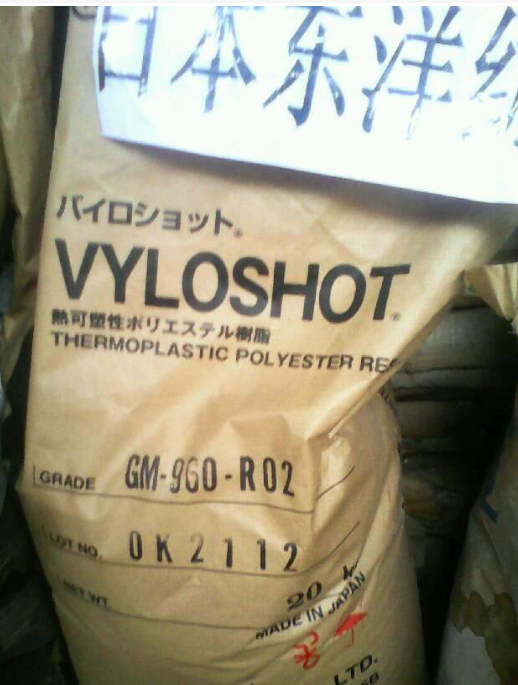 日本东洋纺
バイロショット®
VYLOSHOT®
熱可塑性ポリエステル樹脂
THERMOPLASTIC POLYESTER RES
GRADE GM-960-R02
LOT NO. 0K2112
NET WT.
20
MADE IN JAPAN
LTD.